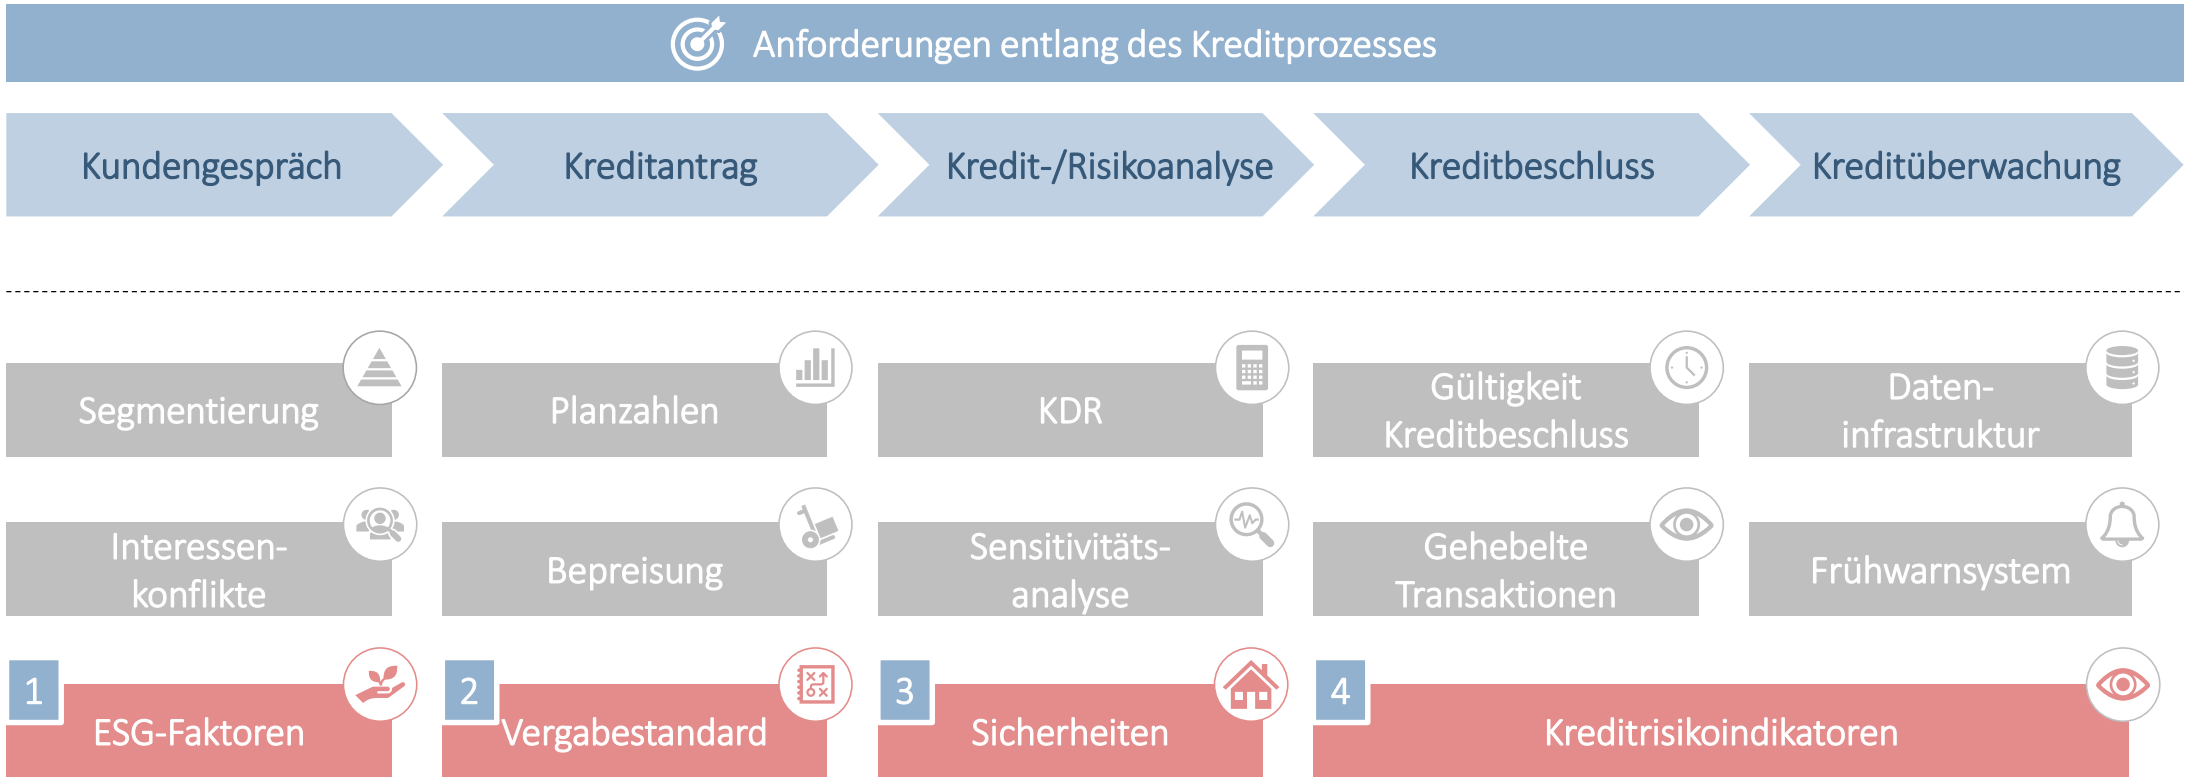 Anforderungen entlang des Kreditprozesses
Kundengespräch
Kreditantrag
Kredit-/Risikoanalyse
Kreditbeschluss
Kreditüberwachung
Segmentierung
Planzahlen
KDR
Gültigkeit
Kreditbeschluss
Daten-
infrastruktur
Interessen-
konflikte
Bepreisung
Sensitivitäts-
analyse
Gehebelte
Transaktionen
Frühwarnsystem
1
ESG-Faktoren
2
Vergabestandard
3
Sicherheiten
4
Kreditrisikoindikatoren